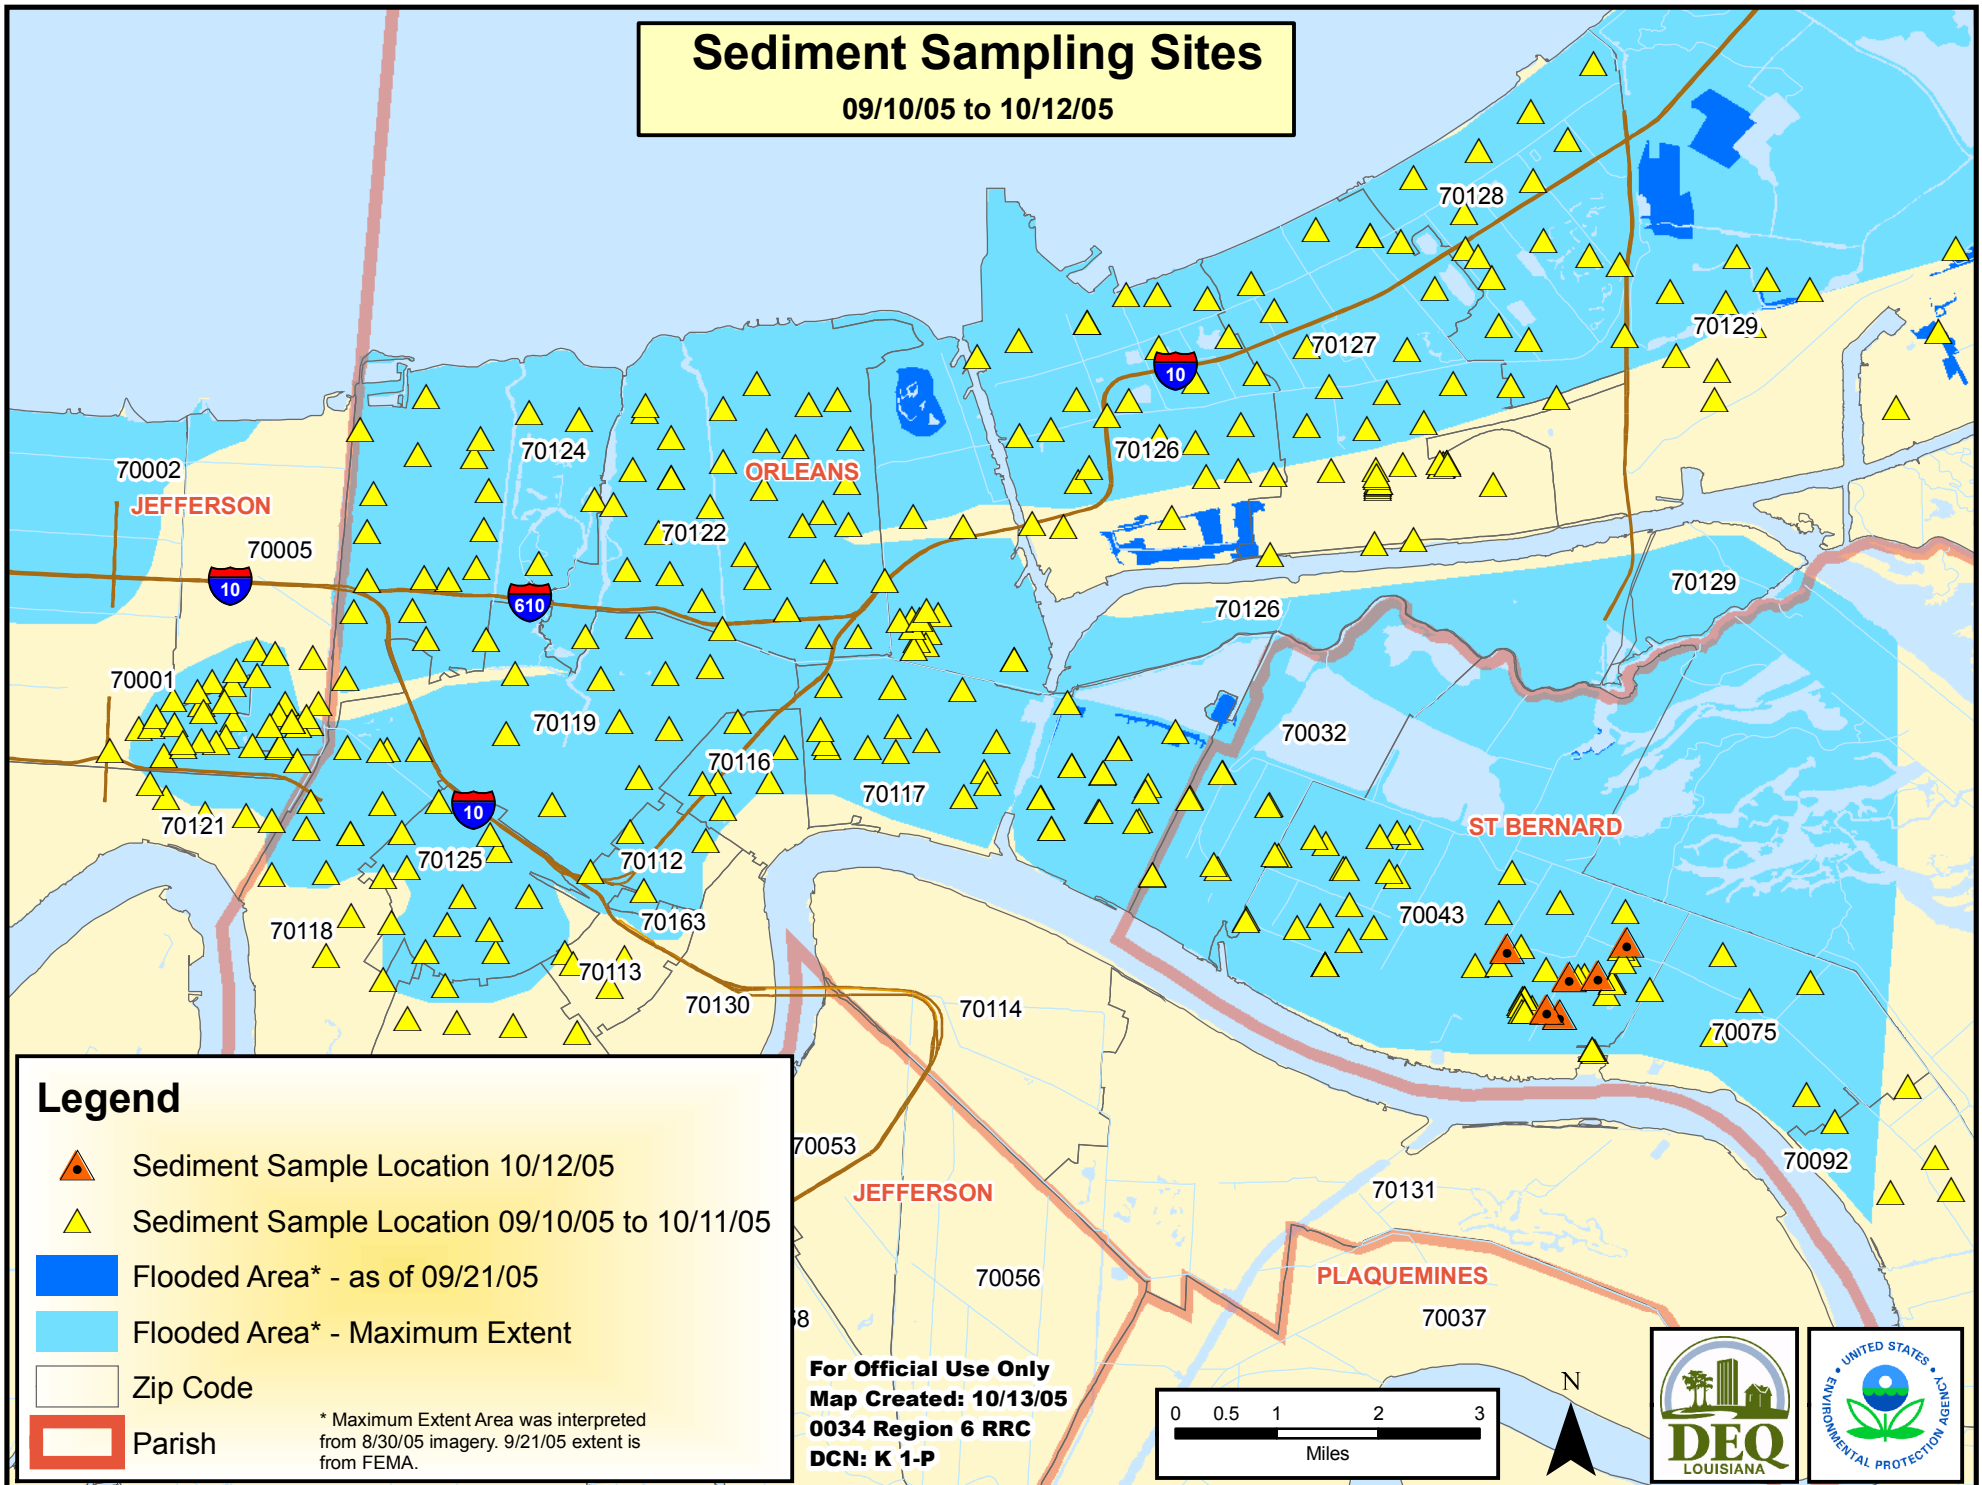 Sediment Sampling Sites
09/10/05 to 10/12/05
70128
70129
70127
10
70126
70124
ORLEANS
70002
JEFFERSON
70122
70005
10
610
70126
70129
70001
70119
70032
70116
70117
10
70121
ST BERNARD
70125
70112
70043
70163
70118
70113
70130
70114
70075
70053
70092
JEFFERSON
70131
70056
PLAQUEMINES
70037
Legend
Sediment Sample Location 10/12/05
Sediment Sample Location 09/10/05 to 10/11/05
Flooded Area* - as of 09/21/05
Flooded Area* - Maximum Extent
Zip Code
Parish
* Maximum Extent Area was interpreted
from 8/30/05 imagery. 9/21/05 extent is
from FEMA.
For Official Use Only
Map Created: 10/13/05
0034 Region 6 RRC
DCN: K 1-P
0 0.5 1 2 3
Miles
N
DEQ
LOUISIANA
UNITED STATES
ENVIRONMENTAL PROTECTION AGENCY